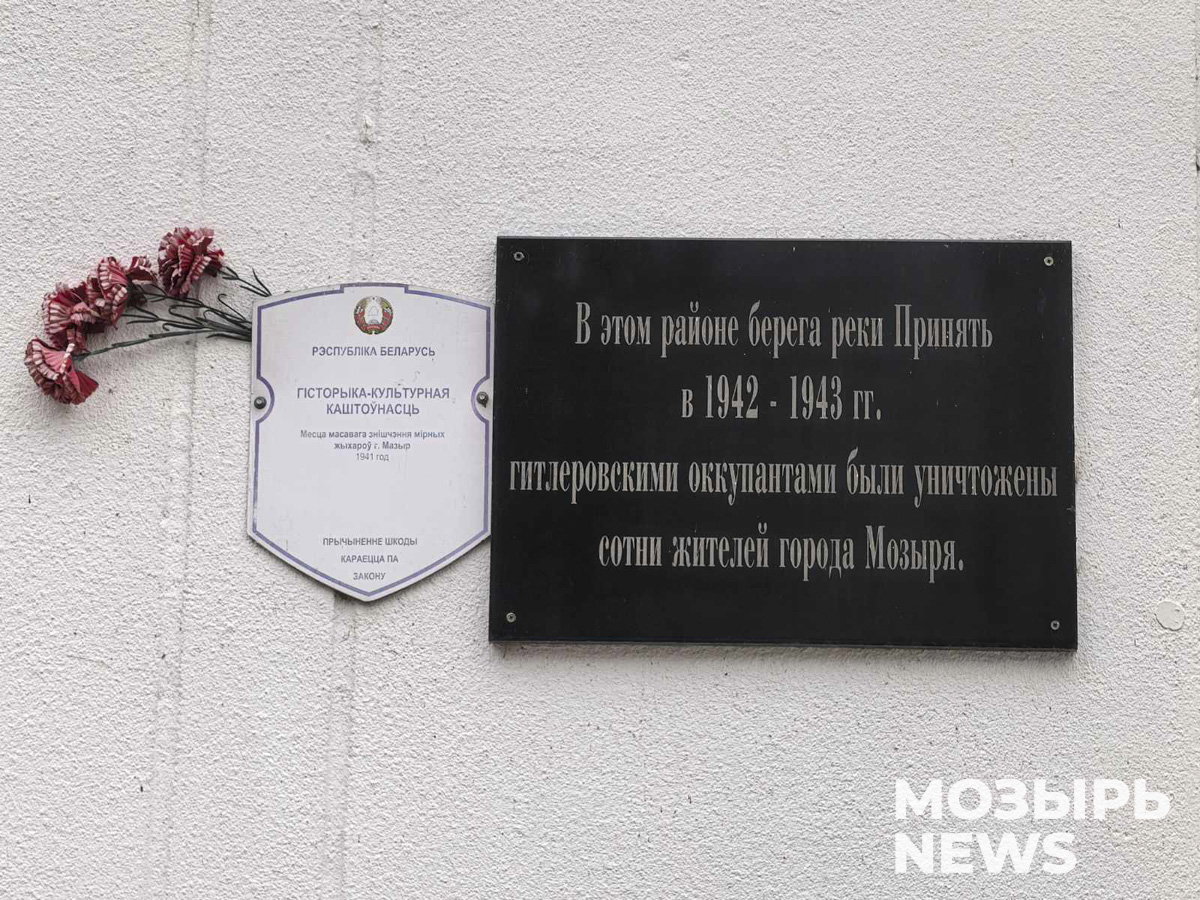 РЭСПУБЛІКА БЕЛАРУСЬ
ГІСТОРЫКА-КУЛЬТУРНАЯ
КАШТОЎНАСЦЬ
Месца масавага знішчэння мірных
жыхароў г. Мазыр
1941 год
ПРЫЧЫНЕННЕ ШКОДЫ
КАРАЕЦЦА ПА
ЗАКОНУ
В этом районе берега реки Припять
в 1942 - 1943 гг.
гитлеровскими оккупантами были уничтожены
сотни жителей города Мозыря.
МОЗЫРЬ
NEWS